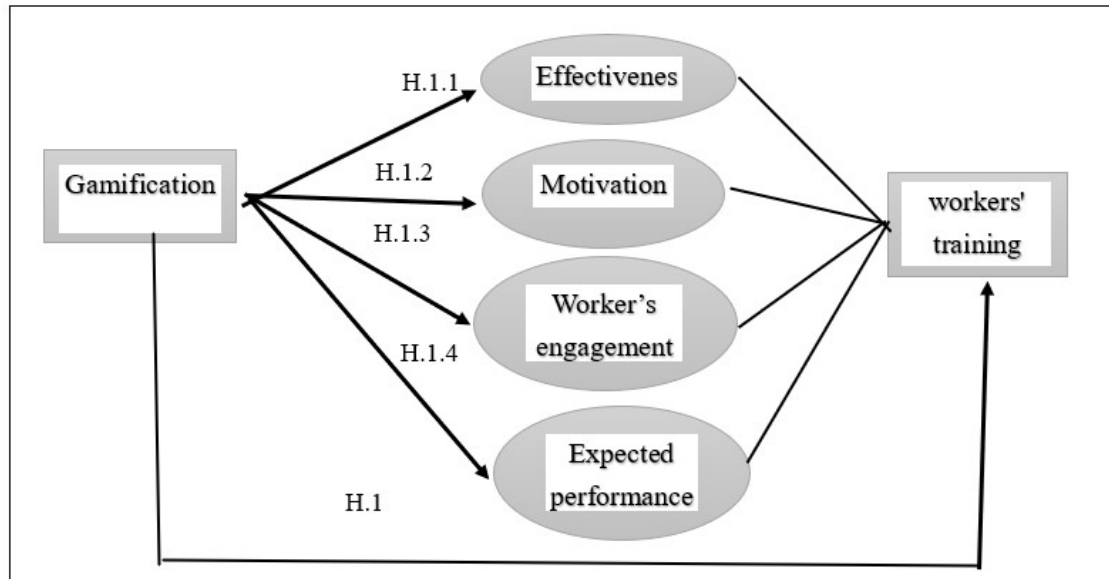 Effectivenes
H.1.1
Gamification
H.1.2
Motivation
workers'
training
H.1.3
Worker’s
engagement
H.1.4
Expected
performance
H.1